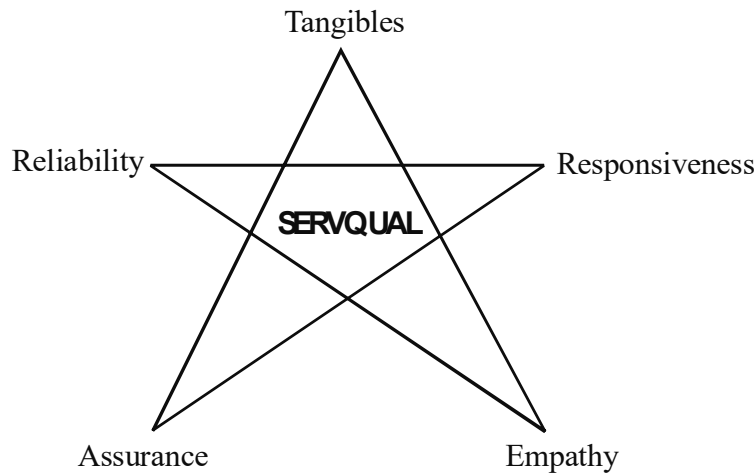 Tangibles
Reliability
Responsiveness
SERVQUAL
Assurance
Empathy